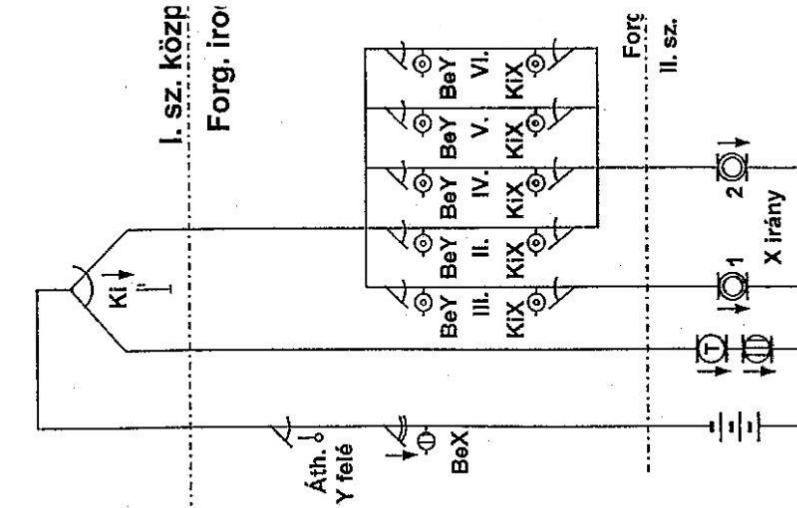 I. sz. közp
Forg. iro
Ki
BeY
VI.
KiX
BeY
V.
KiX
BeY
IV.
KiX
BeY
II.
KiX
BeY
III.
KiX
Áth.
Y felé
BeX
Forg
II. sz.
T
1
2
X irány